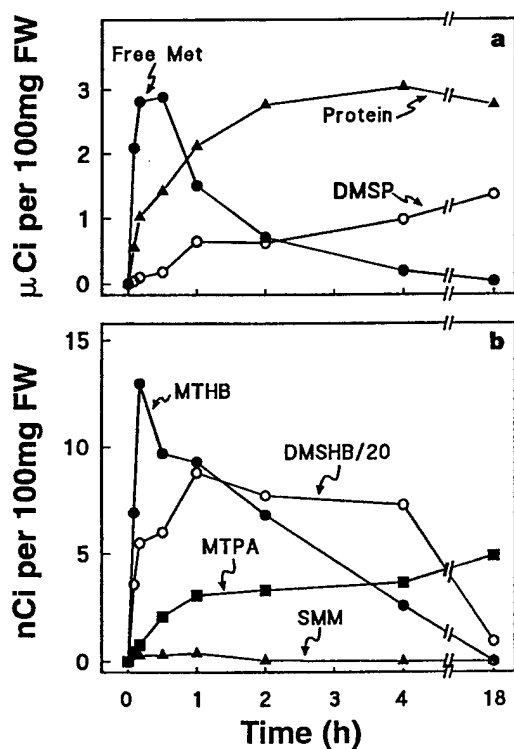 a
Free Met
3
Protein
2
DMSP
1
0
μCi per 100mg FW
b
15
MTHB
DMSHB/20
10
MTPA
5
SMM
0
nCi per 100mg FW
0 1 2 3 4 18
Time (h)